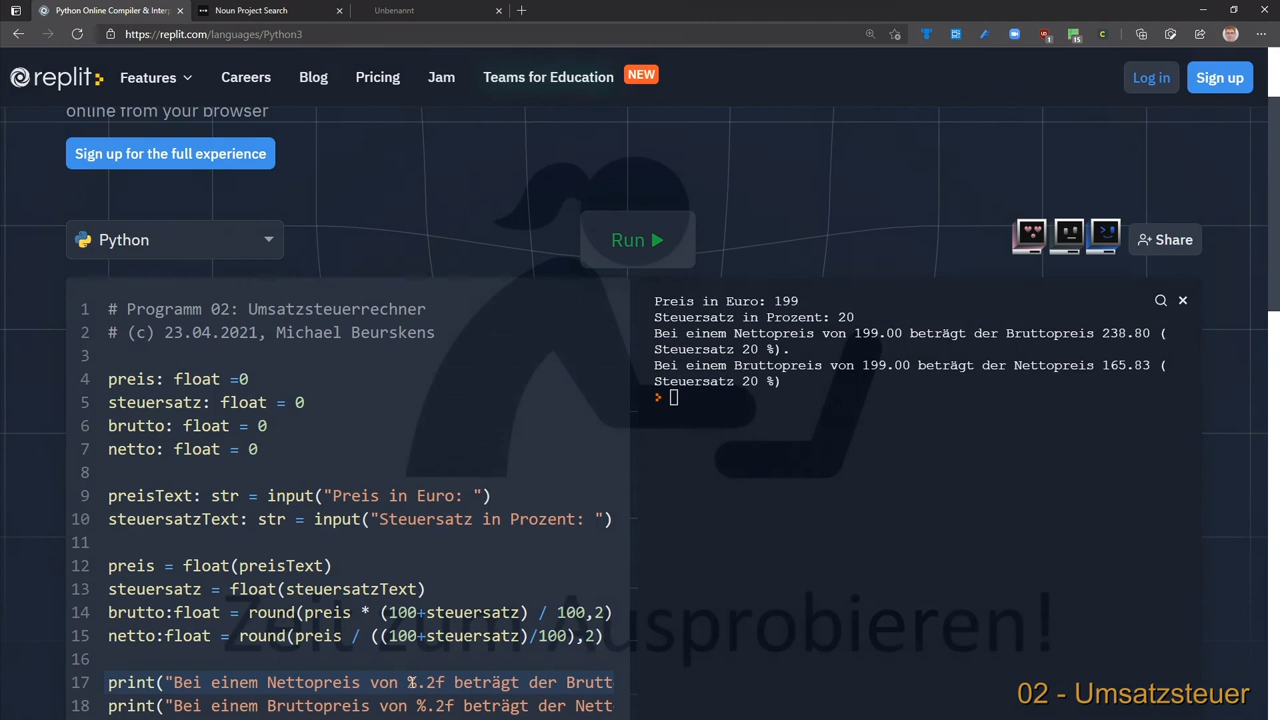 Python Online Compiler & Inter
Noun Project Search
Unbenannt
https://replit.com/languages/Python3
replit
Features
Careers
Blog
Pricing
Jam
Teams for Education
NEW
Log in
Sign up
online from your browser
Sign up for the full experience
Python
Run
Share
1 # Programm 02: Umsatzsteuerrechner
2 # (c) 23.04.2021, Michael Beurskens
3
4 preis: float =0
5 steuersatz: float = 0
6 brutto: float = 0
7 netto: float = 0
8
9 preisText: str = input("Preis in Euro: ")
10 steuersatzText: str = input("Steuersatz in Prozent: ")
11
12 preis = float(preisText)
13 steuersatz = float(steuersatzText)
14 brutto:float = round(preis * (100+steuersatz) / 100,2)
15 netto:float = round(preis / ((100+steuersatz)/100),2)
16
17 print("Bei einem Nettopreis von %.2f beträgt der Brutt
18 print("Bei einem Bruttopreis von %.2f beträgt der Nett
Preis in Euro: 199
Steuersatz in Prozent: 20
Bei einem Nettopreis von 199.00 beträgt der Bruttopreis 238.80 (
Steuersatz 20 %).
Bei einem Bruttopreis von 199.00 beträgt der Nettopreis 165.83 (
Steuersatz 20 %)
Zeit zum Ausprobieren!
02 - Umsatzsteuer